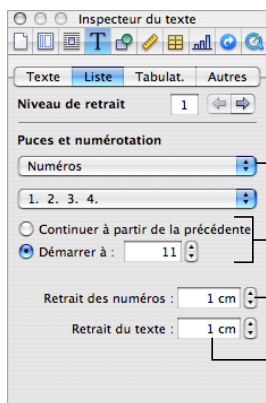 Inspecteur du texte
Texte Liste Tabulat. Autres
Niveau de retrait 1
Puces et numérotation
Numéros
1. 2. 3. 4.
Continuer à partir de la précédente
Démarrer à : 11
Retrait des numéros : 1 cm
Retrait du texte : 1 cm